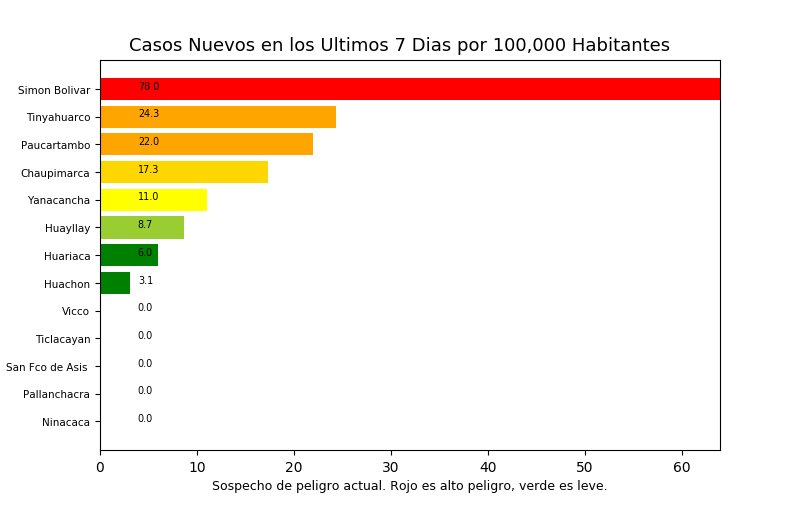 Casos Nuevos en los Ultimos 7 Dias por 100,000 Habitantes
Simon Bolivar 78.0
Tinyahuarco 24.3
Paucartambo 22.0
Chaupimarca 17.3
Yanacancha 11.0
Huayllay 8.7
Huariaca 6.0
Huachon 3.1
Vicco 0.0
Ticlacayan 0.0
San Fco de Asis 0.0
Pallanchacra 0.0
Ninacaca 0.0
0 10 20 30 40 50 60
Sospecho de peligro actual. Rojo es alto peligro, verde es leve.